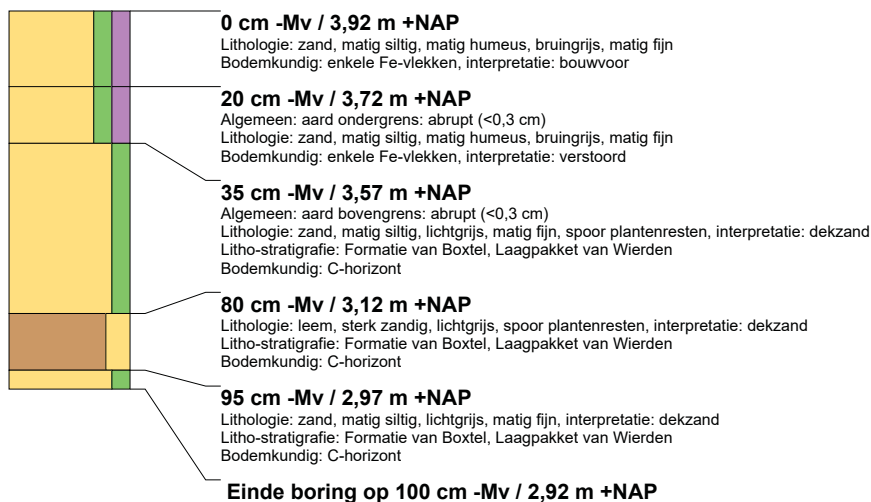 0 cm -Mv / 3,92 m +NAP
Lithologie: zand, matig siltig, matig humeus, bruingrijs, matig fijn
Bodemkundig: enkele Fe-vlekken, interpretatie: bouwvoor
20 cm -Mv / 3,72 m +NAP
Algemeen: aard ondergrens: abrupt (<0,3 cm)
Lithologie: zand, matig siltig, matig humeus, bruingrijs, matig fijn
Bodemkundig: enkele Fe-vlekken, interpretatie: verstoord
35 cm -Mv / 3,57 m +NAP
Algemeen: aard bovengrens: abrupt (<0,3 cm)
Lithologie: zand, matig siltig, lichtgrijs, matig fijn, spoor plantenresten, interpretatie: dekzand
Litho-stratigrafie: Formatie van Boxtel, Laagpakket van Wierden
Bodemkundig: C-horizont
80 cm -Mv / 3,12 m +NAP
Lithologie: leem, sterk zandig, lichtgrijs, spoor plantenresten, interpretatie: dekzand
Litho-stratigrafie: Formatie van Boxtel, Laagpakket van Wierden
Bodemkundig: C-horizont
95 cm -Mv / 2,97 m +NAP
Lithologie: zand, matig siltig, lichtgrijs, matig fijn, interpretatie: dekzand
Litho-stratigrafie: Formatie van Boxtel, Laagpakket van Wierden
Bodemkundig: C-horizont
Einde boring op 100 cm -Mv / 2,92 m +NAP